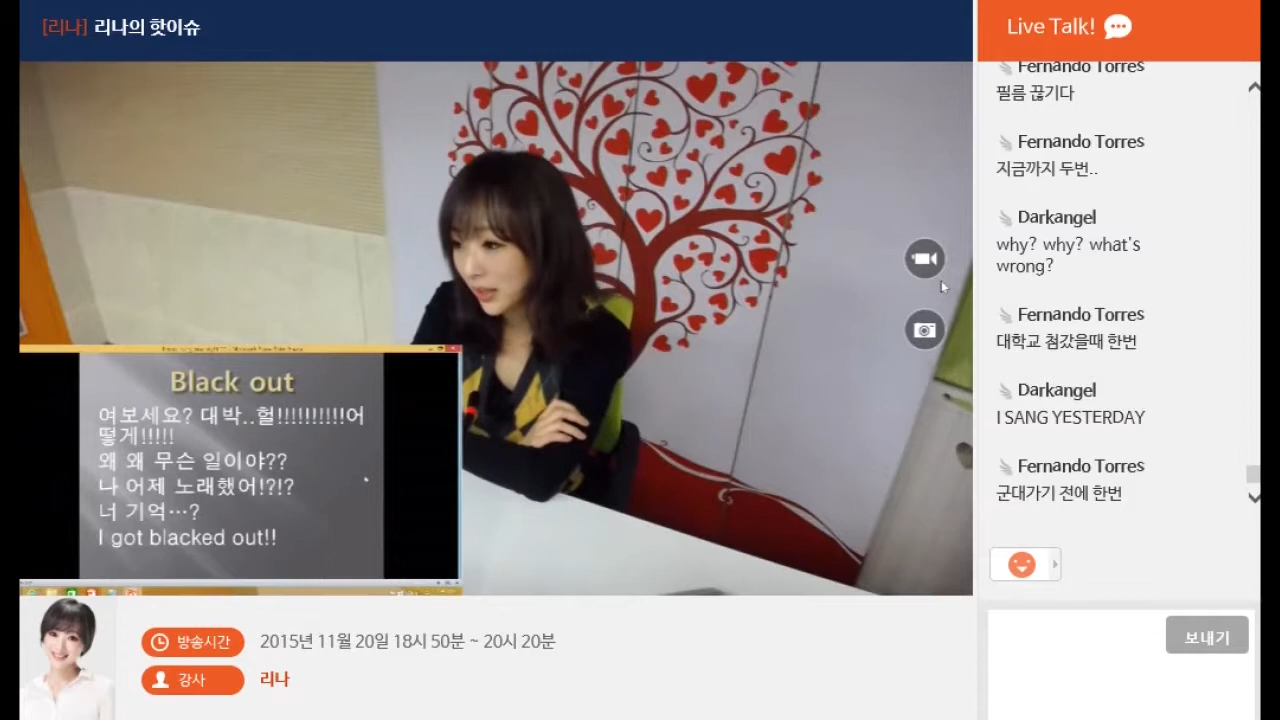 [리나] 리나의 핫이슈
Live Talk!
Black out
여보세요? 대박..헐!!!!!!!!!!어
떻게!!!!!
왜 왜 무슨 일이야??
나 어제 노래했어!?!?
너 기억...?
I got blacked out!!
Fernando Torres
필름 끊기다
Fernando Torres
지금까지 두번..
Darkangel
why? why? what's
wrong?
Fernando Torres
대학교 첨갔을때 한번
Darkangel
I SANG YESTERDAY
Fernando Torres
군대가기 전에 한번
보내기
방송시간 2015년 11월 20일 18시 50분 ~ 20시 20분
강사 리나